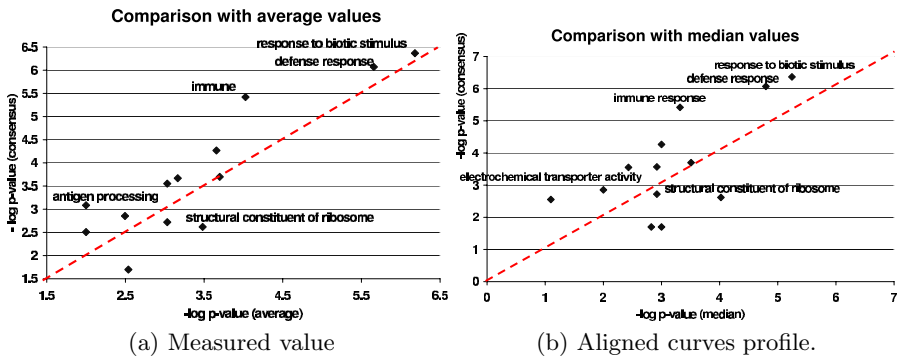 Comparison with average values
-log p-value (consensus)
6.5
6
5.5
5
4.5
4
3.5
3
2.5
2
1.5
response to biotic stimulus
defense response
immune
antigen processing
structural constituent of ribosome
1.5 2.5 3.5 4.5 5.5 6.5
-log p-value (average)
(a) Measured value
Comparison with median values
-log p-value (consensus)
7
6
5
4
3
2
1
0
response to biotic stimulus
defense response
immune response
electrochemical transporter activity
structural constituent of ribosome
0 1 2 3 4 5 6 7
-log p-value (median)
(b) Aligned curves profile.